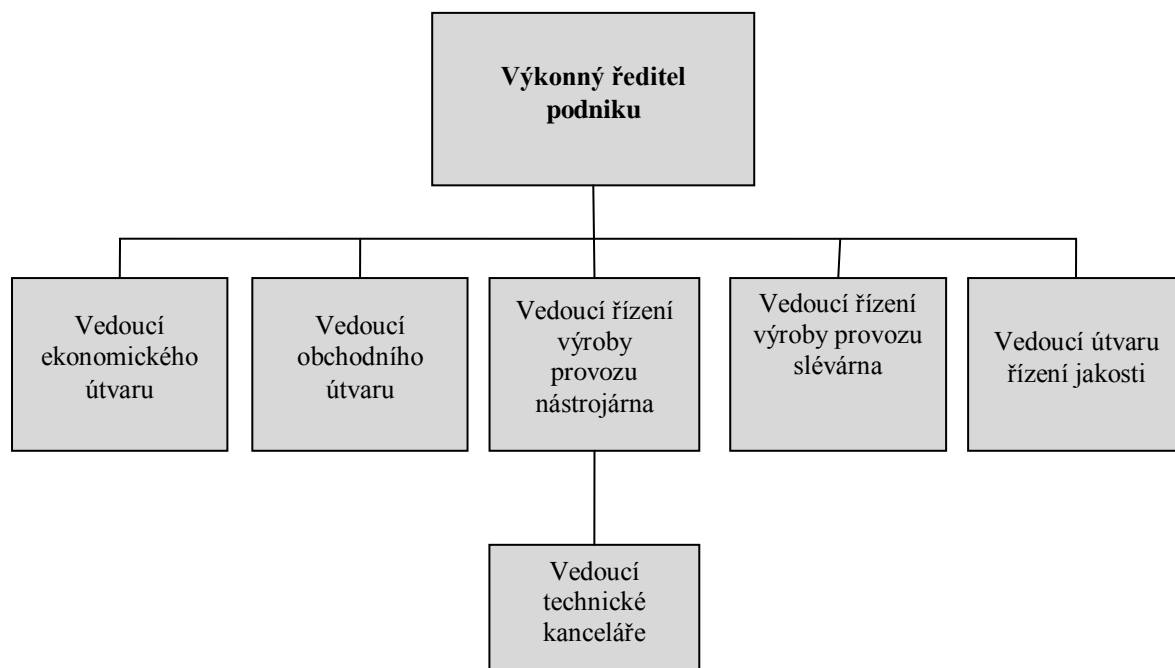 Výkonný ředitel
podniku
Vedoucí
ekonomického
útvaru
Vedoucí
obchodního
útvaru
Vedoucí řízení
výroby
provozu
nástrojárna
Vedoucí řízení
výroby provozu
slévárna
Vedoucí útvaru
řízení jakosti
Vedoucí
technické
kanceláře